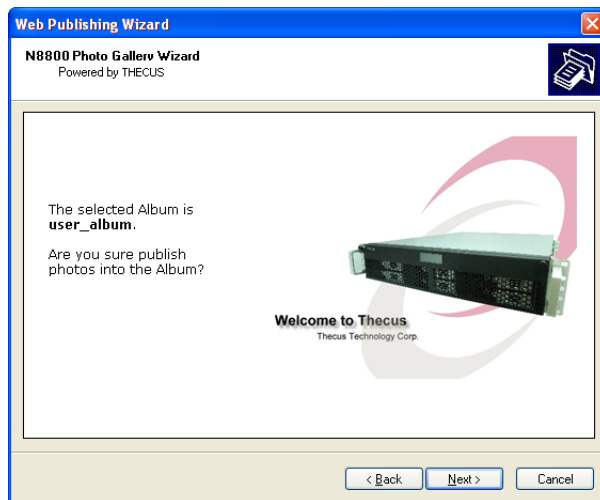 Web Publishing Wizard
N8800 Photo Gallery Wizard
Powered by THECUS
The selected Album is
user_album.
Are you sure publish
photos into the Album?
Welcome to Thecus
Thecus Technology Corp.
< Back
Next >
Cancel